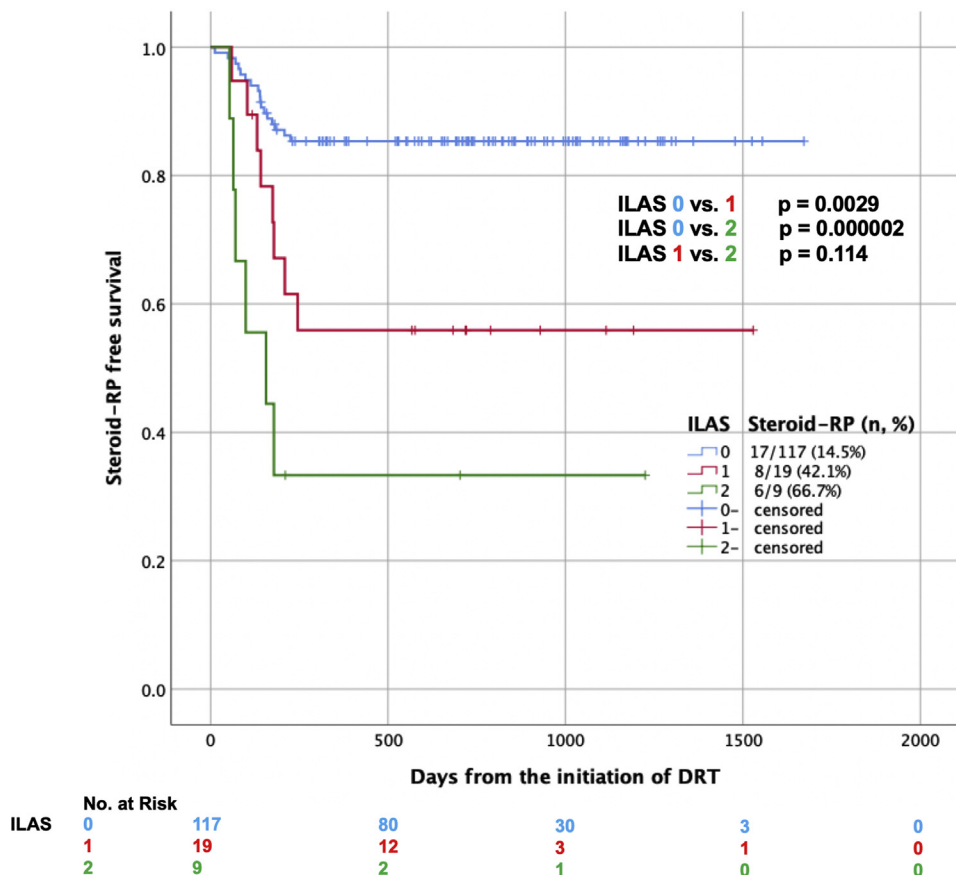 1.0
0.8
0.6
0.4
0.2
0.0
Steroid-RP free survival
ILAS 0 vs. 1 p = 0.0029
ILAS 0 vs. 2 p = 0.000002
ILAS 1 vs. 2 p = 0.114
ILAS Steroid-RP (n, %)
0 17/117 (14.5%)
1 8/19 (42.1%)
2 6/9 (66.7%)
0- censored
1- censored
2- censored
0 500 1000 1500 2000
Days from the initiation of DRT
No. at Risk
ILAS 0 117 80 30 3 0
1 19 12 3 1 0
2 9 2 1 0 0